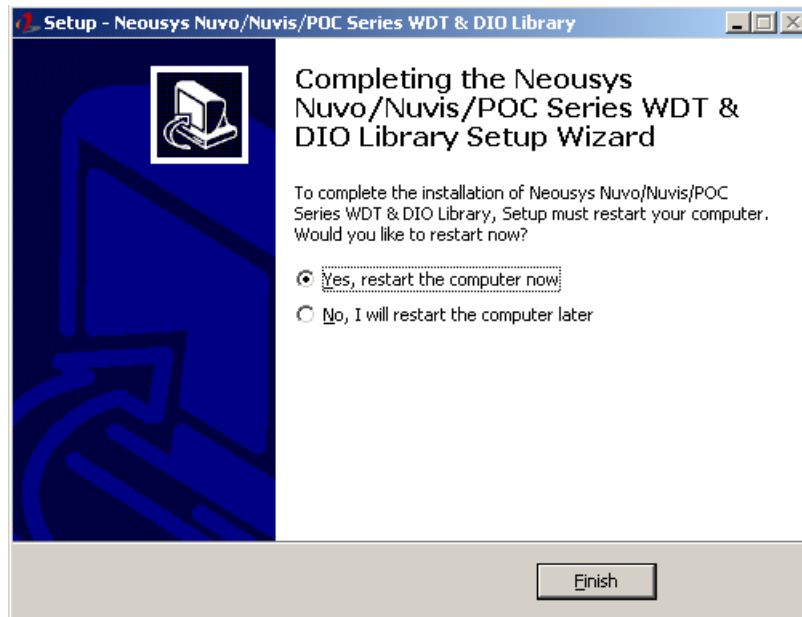 Setup - Neousys Nuvo/Nuvis/POC Series WDT & DIO Library
Completing the Neousys
Nuvo/Nuvis/POC Series WDT &
DIO Library Setup Wizard
To complete the installation of Neousys Nuvo/Nuvis/POC
Series WDT & DIO Library, Setup must restart your computer.
Would you like to restart now?
Yes, restart the computer now
No, I will restart the computer later
Finish